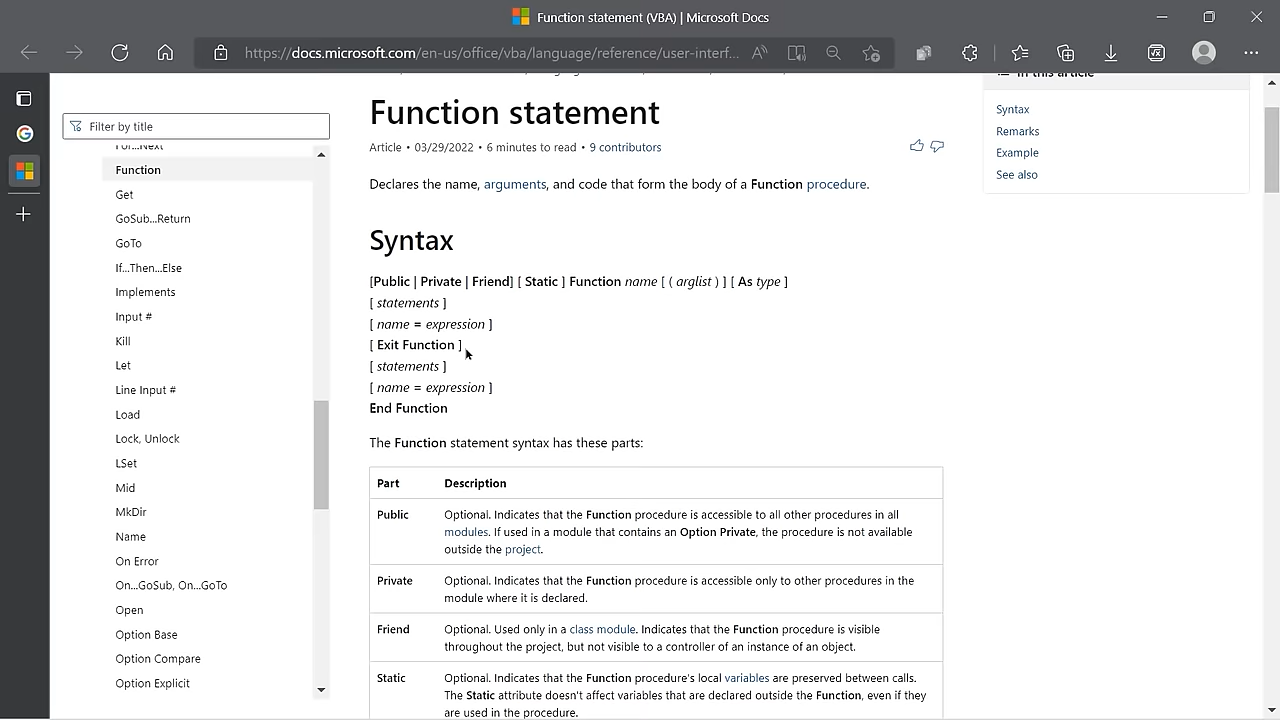 Function statement (VBA) | Microsoft Docs
https://docs.microsoft.com/en-us/office/vba/language/reference/user-interf...
Filter by title
For...Next
Function
Get
GoSub...Return
GoTo
If...Then...Else
Implements
Input #
Kill
Let
Line Input #
Load
Lock, Unlock
LSet
Mid
MkDir
Name
On Error
On...GoSub, On...GoTo
Open
Option Base
Option Compare
Option Explicit
Function statement
Article • 03/29/2022 • 6 minutes to read • 9 contributors
Declares the name, arguments, and code that form the body of a Function procedure.
Syntax
[Public | Private | Friend] [ Static ] Function name [ ( arglist ) ] [ As type ]
[ statements ]
[ name = expression ]
[ Exit Function ]
[ statements ]
[ name = expression ]
End Function
The Function statement syntax has these parts:
Part Description
Public Optional. Indicates that the Function procedure is accessible to all other procedures in all
modules. If used in a module that contains an Option Private, the procedure is not available
outside the project.
Private Optional. Indicates that the Function procedure is accessible only to other procedures in the
module where it is declared.
Friend Optional. Used only in a class module. Indicates that the Function procedure is visible
throughout the project, but not visible to a controller of an instance of an object.
Static Optional. Indicates that the Function procedure's local variables are preserved between calls.
The Static attribute doesn't affect variables that are declared outside the Function, even if they
are used in the procedure.
In this article
Syntax
Remarks
Example
See also